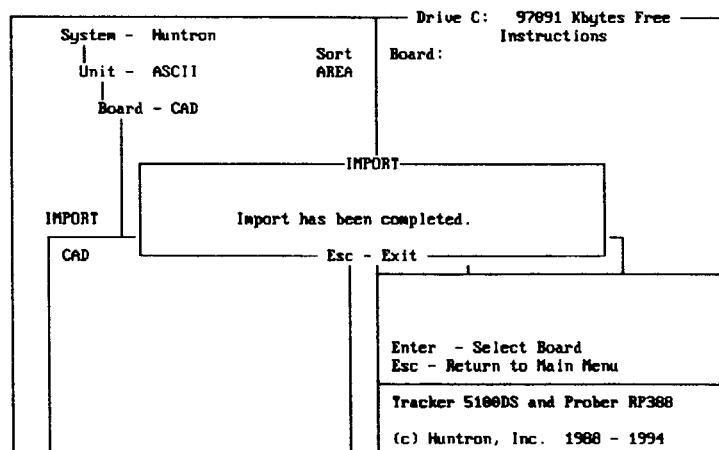 Drive C: 97091 Kbytes Free
System - Huntron
Instructions
Sort
Board:
Unit - ASCII
AREA
Board - CAD
IMPORT
IMPORT
Import has been completed.
CAD
Esc - Exit
Enter - Select Board
Esc - Return to Main Menu
Tracker 5100DS and Prober RP388
(c) Huntron, Inc. 1988 - 1994